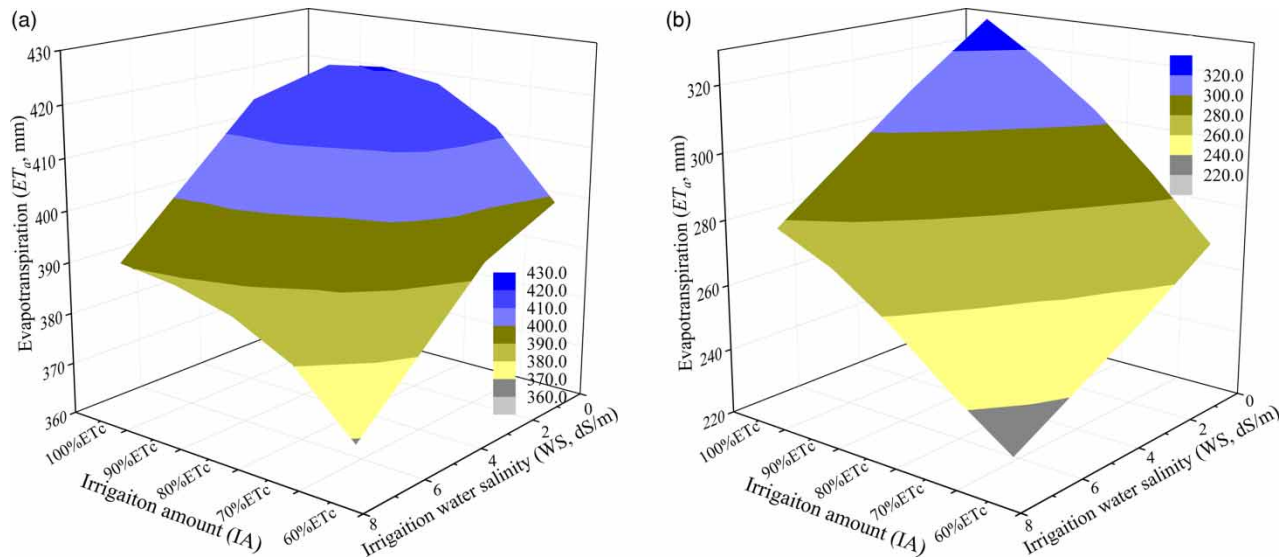 (a)
Evapotranspiration (ETa, mm)
430
420
410
400
390
380
370
360
100%ETc
90%ETc
80%ETc
70%ETc
60%ETc
Irrigaiton amount (IA)
8
6
4
2
0
Irrigaition water salinity (WS, dS/m)
430.0
420.0
410.0
400.0
390.0
380.0
370.0
360.0
(b)
Evapotranspiration (ETa, mm)
320
300
280
260
240
220
100%ETc
90%ETc
80%ETc
70%ETc
60%ETc
Irrigaiton amount (IA)
8
6
4
2
0
Irrigaition water salinity (WS, dS/m)
320.0
300.0
260.0
240.0
220.0